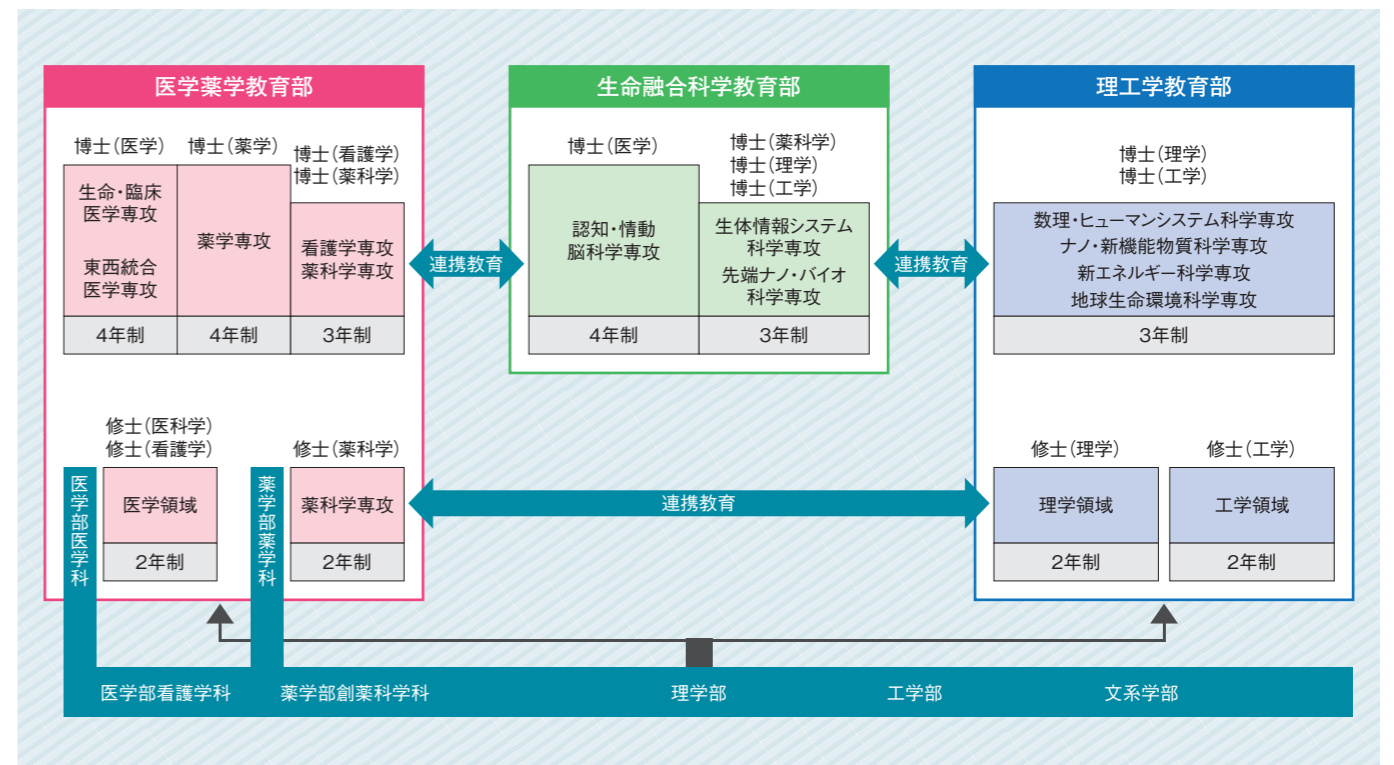 医学薬学教育部
博士（医学）
博士（薬学）
博士（看護学）
博士（薬科学）
生命・臨床
医学専攻
東西統合
医学専攻
薬学専攻
看護学専攻
薬科学専攻
4年制
4年制
3年制
連携教育
生命融合科学教育部
博士（医学）
博士（薬科学）
博士（理学）
博士（工学）
認知・情動
脳科学専攻
生体情報システム
科学専攻
先端ナノ・バイオ
科学専攻
4年制
3年制
連携教育
理工学教育部
博士（理学）
博士（工学）
数理・ヒューマンシステム科学専攻
ナノ・新機能物質科学専攻
新エネルギー科学専攻
地球生命環境科学専攻
3年制
修士（医科学）
修士（看護学）
医学部医学科
医学領域
2年制
修士（薬科学）
薬学部薬学科
薬科学専攻
2年制
連携教育
修士（理学）
理学領域
2年制
修士（工学）
工学領域
2年制
医学部看護学科
薬学部創薬科学科
理学部
工学部
文系学部